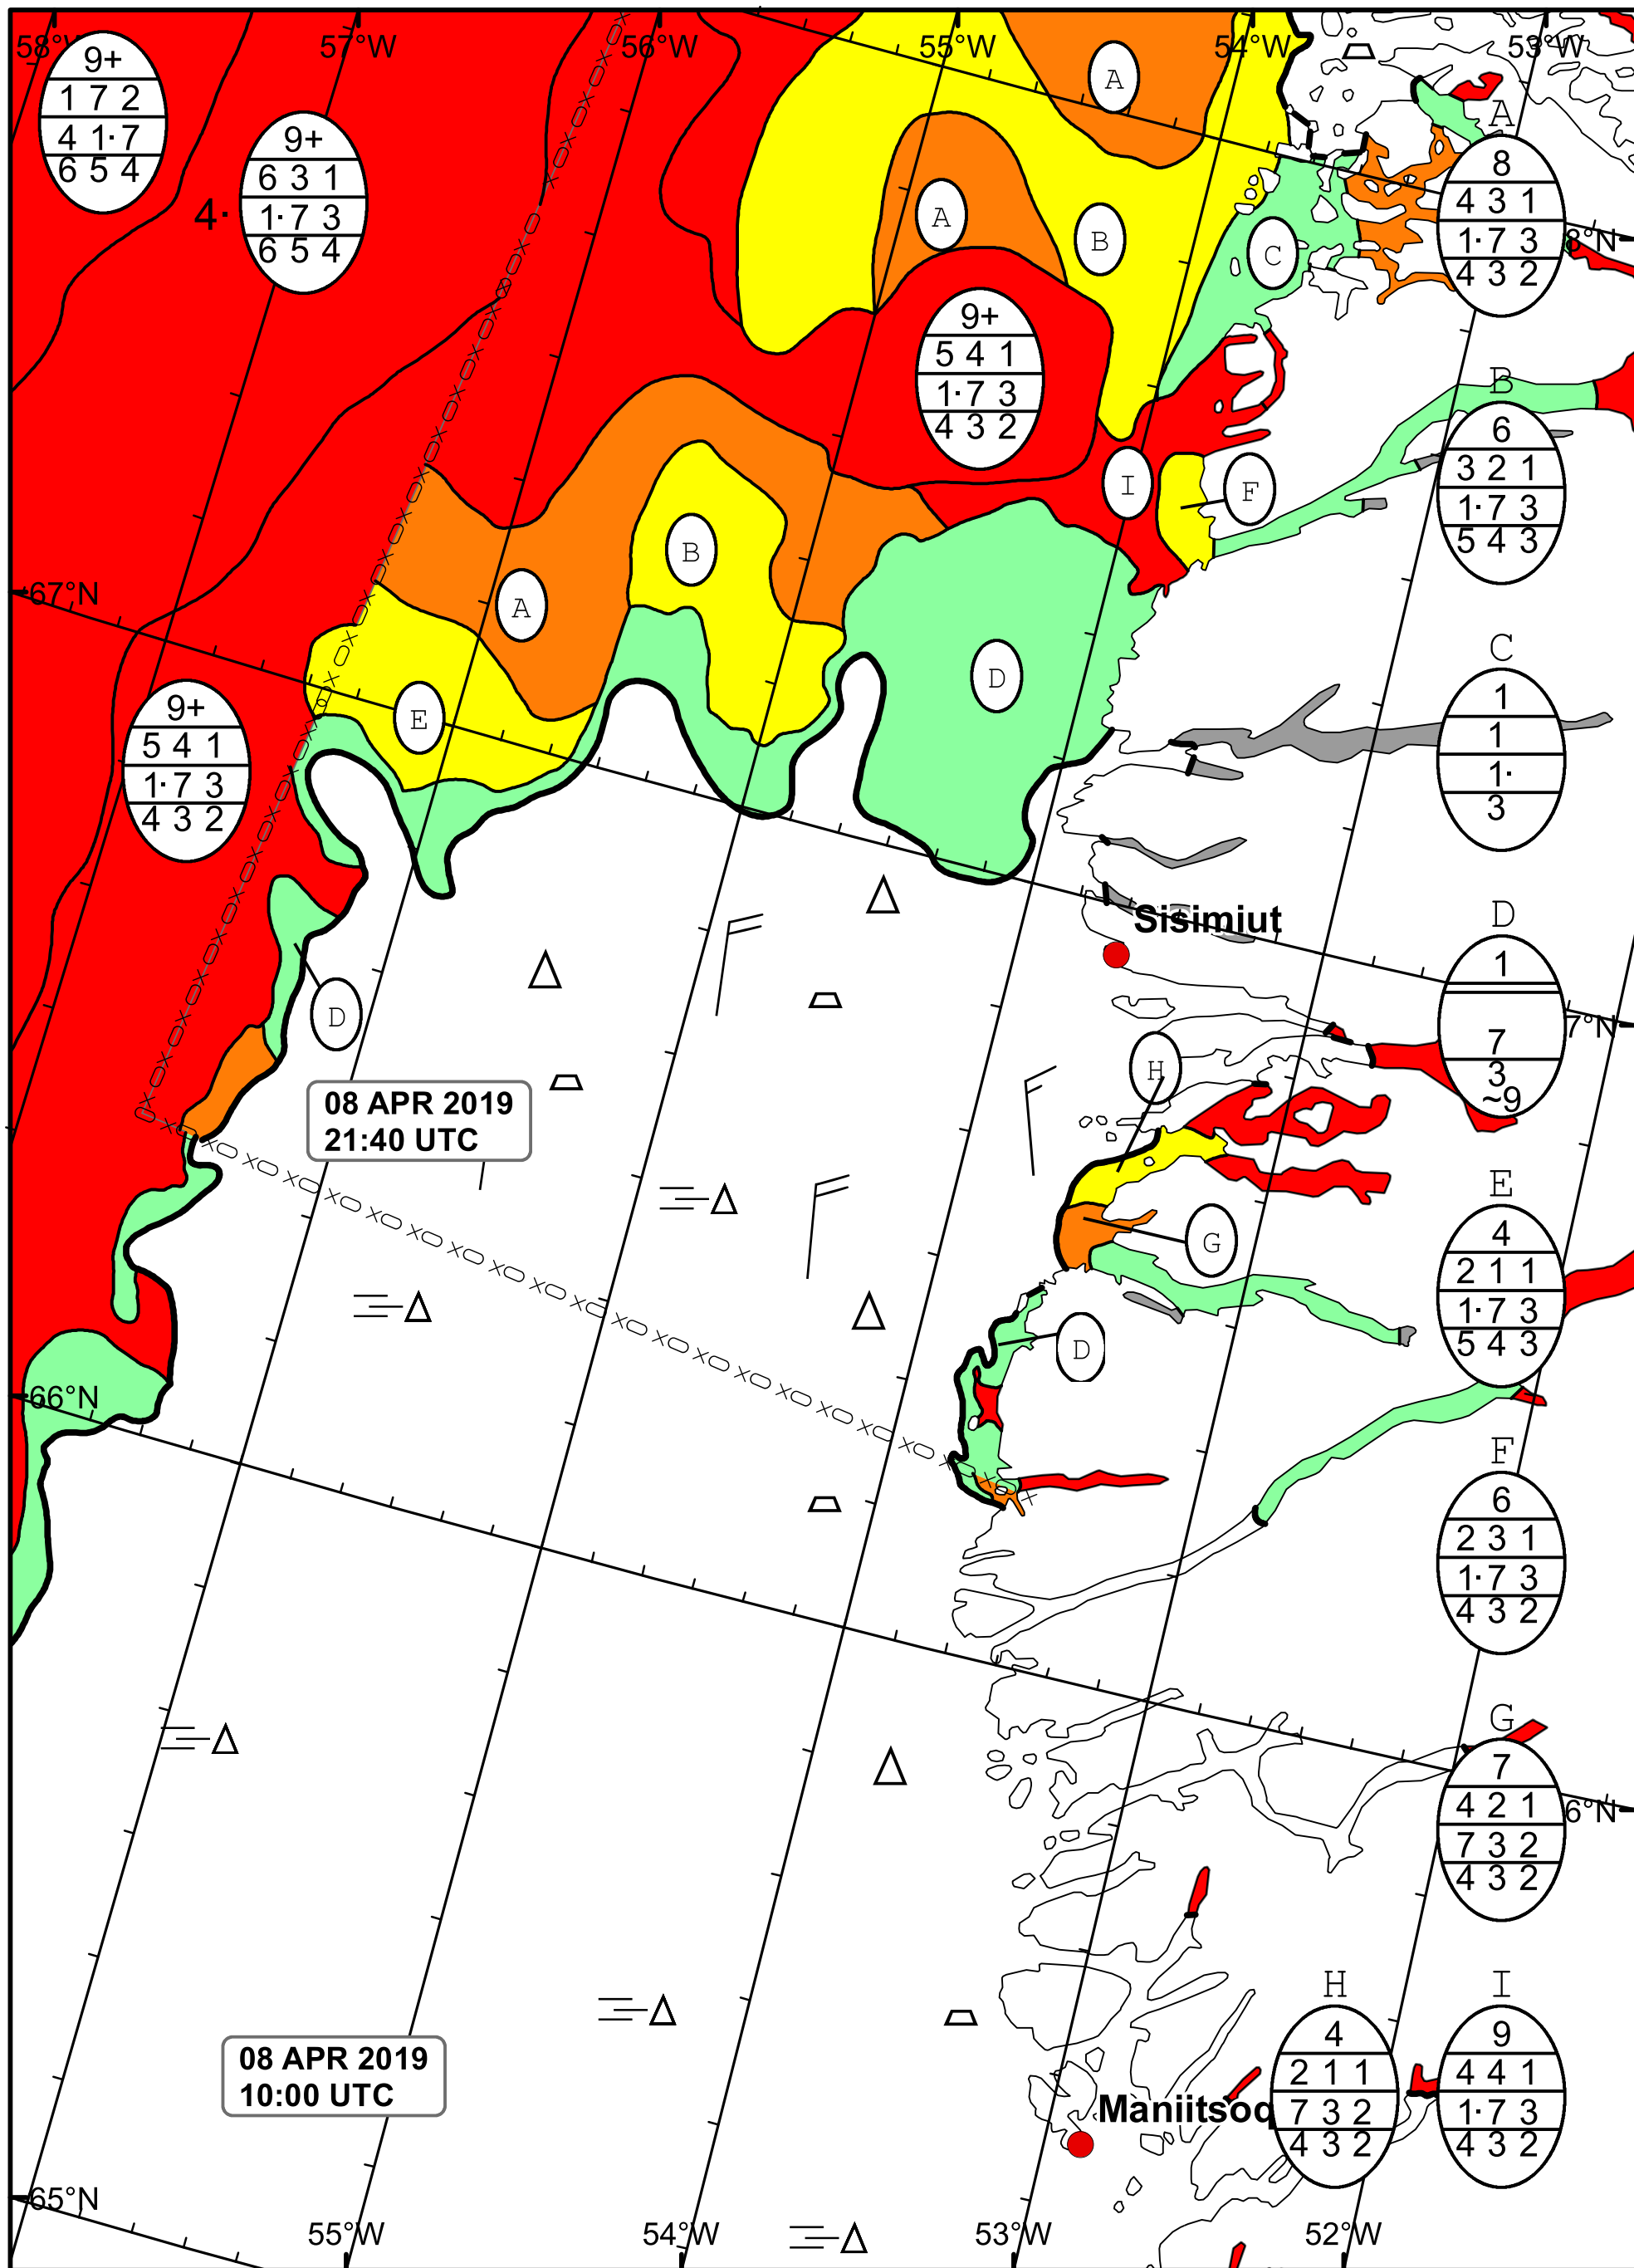 58°W
57°W
56°W
55°W
54°W
53°W
9+
1 7 2
4 1· 7
6 5 4
4·
9+
6 3 1
1· 7 3
6 5 4
A
A
B
C
A
8
4 3 1
1· 7 3
4 3 2
8°N
9+
5 4 1
1· 7 3
4 3 2
B
6
3 2 1
1· 7 3
5 4 3
I
F
67°N
B
A
D
E
C
1
1
1·
3
9+
5 4 1
1· 7 3
4 3 2
Sisimiut
D
1
7
3
~9
7°N
D
H
08 APR 2019
21:40 UTC
G
E
4
2 1 1
1· 7 3
5 4 3
D
66°N
F
6
2 3 1
1· 7 3
4 3 2
G
7
4 2 1
7 3 2
4 3 2
6°N
H
4
2 1 1
7 3 2
4 3 2
I
9
4 4 1
1· 7 3
4 3 2
08 APR 2019
10:00 UTC
Maniitsoq
65°N
55°W
54°W
53°W
52°W